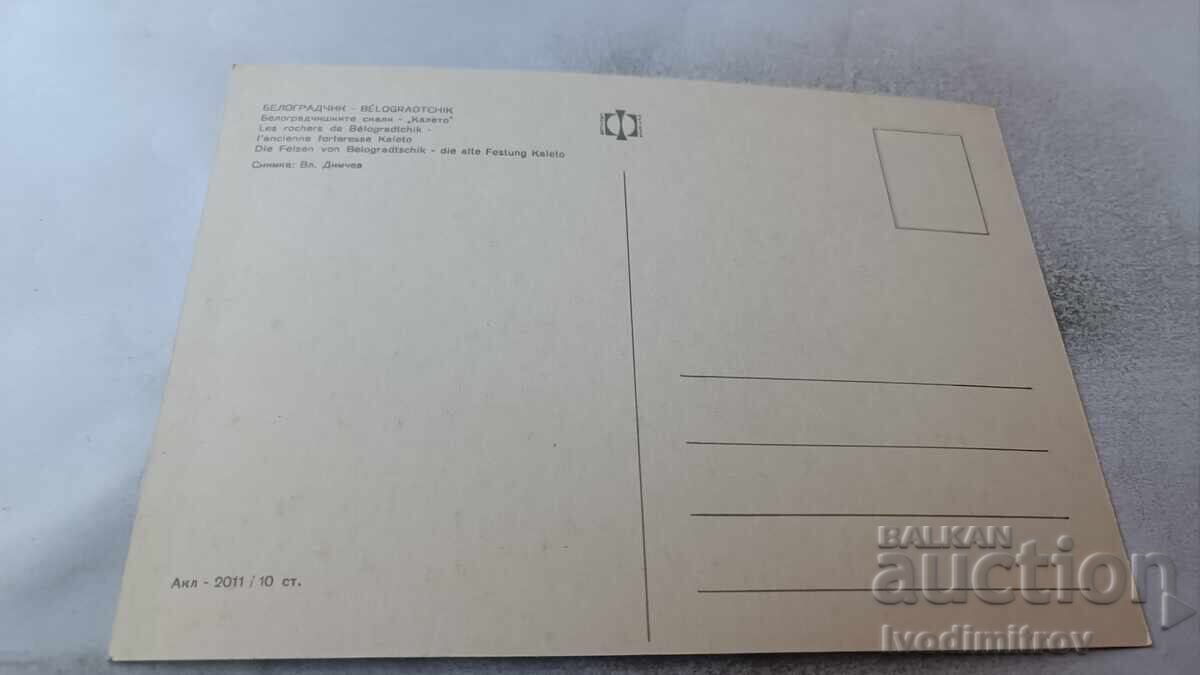 БЕЛОГРАДЧИК - BÉLOGRADTCHIK
Белоградчишките скали - „Калето"
Les rochers de Bélogradtchik -
l'ancienne forteresse Kaleto
Die Felsen von Belogradtschik - die alte Festung Kaleto
Снимка: Вл. Димчев
Акл - 2011 / 10 ст.
BALKAN
auction
Ivodimitrov